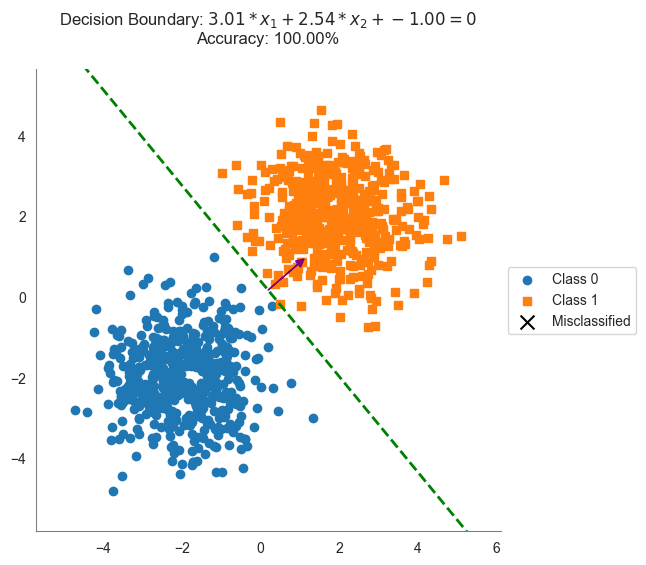 Decision Boundary: 3.01 * x₁ + 2.54 * x₂ + −1.00 = 0
Accuracy: 100.00%
4
2
0
−2
−4
−4 −2 0 2 4 6
Class 0
Class 1
Misclassified